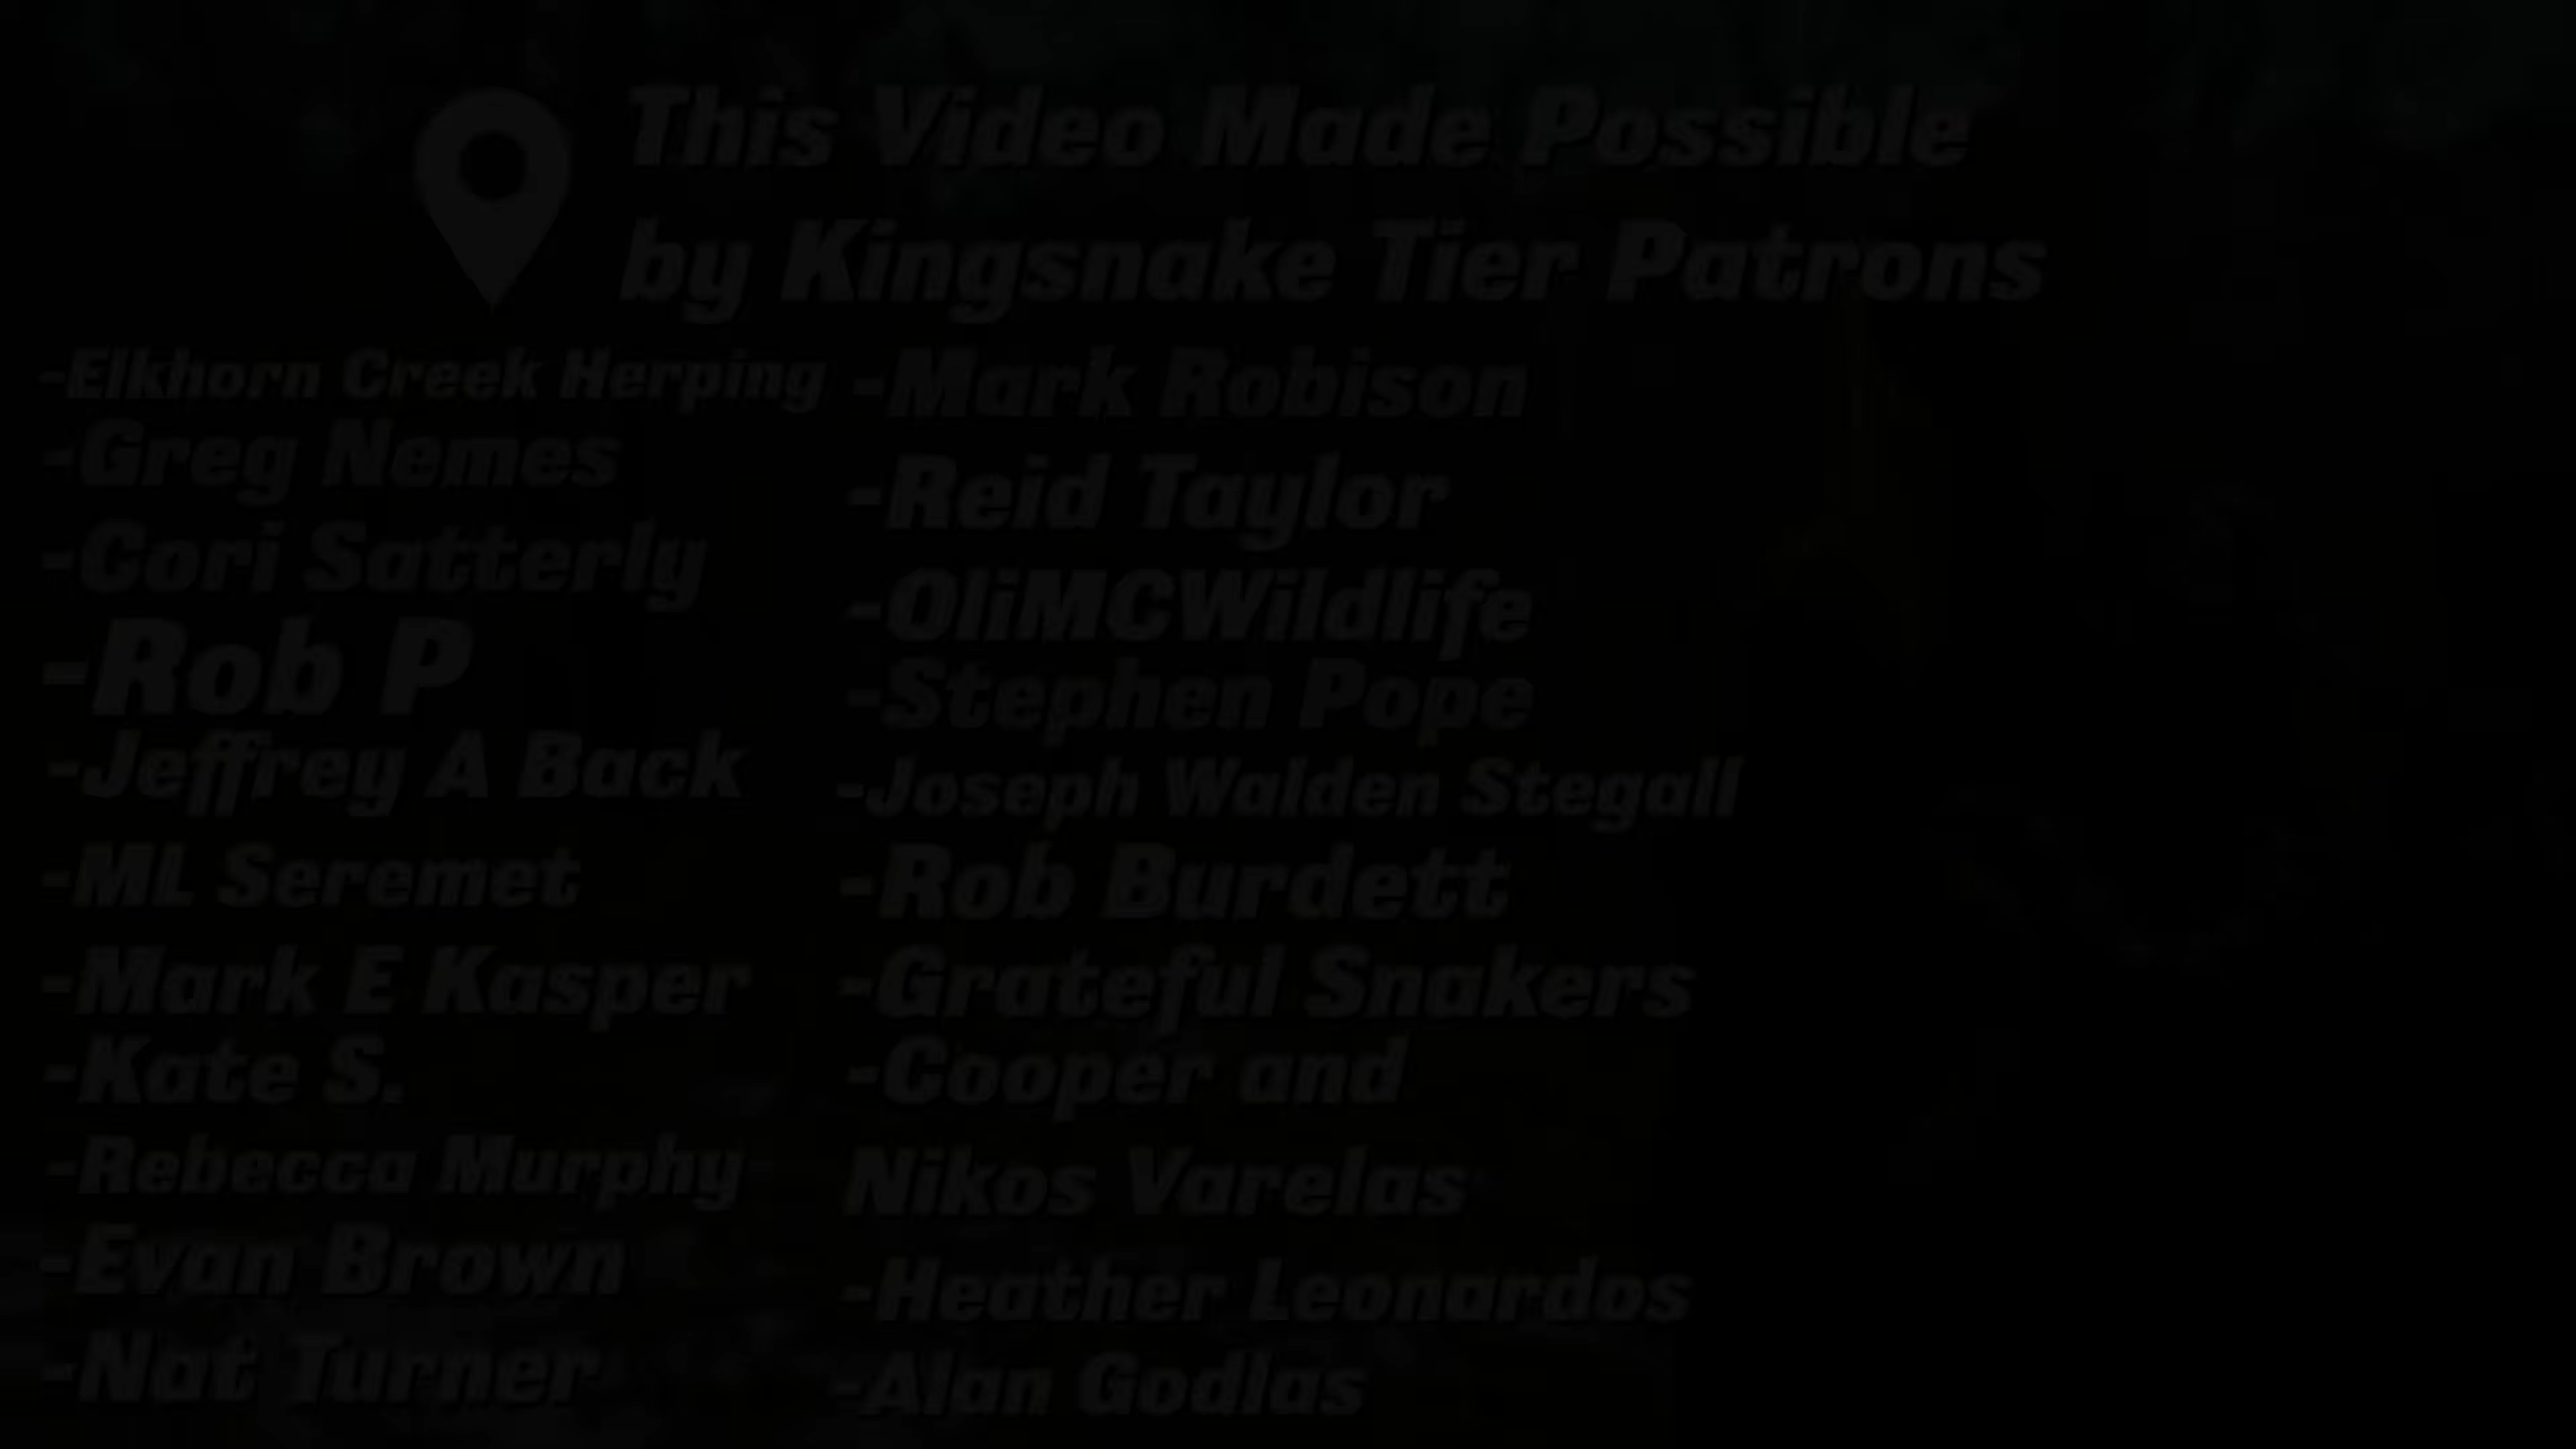 This Video Made Possible
by Kingsnake Tier Patrons
-Elkhorn Creek Herping
-Greg Nemes
-Cori Satterly
-Rob P
-Jeffrey A Back
-ML Seremet
-Mark E Kasper
-Kate S.
-Rebecca Murphy
-Evan Brown
-Nat Turner
-Mark Robison
-Reid Taylor
-OliMCWildlife
-Stephen Pope
-Joseph Walden Stegall
-Rob Burdett
-Grateful Snakers
-Cooper and
Nikos Varelas
-Heather Leonardos
-Alan Godlas